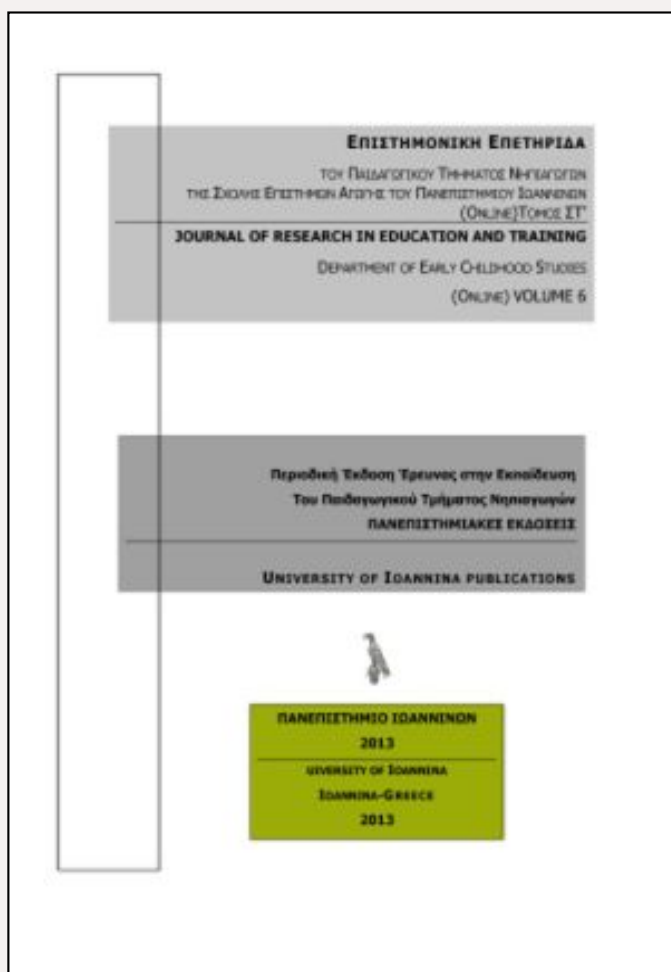 ΕΠΙΣΤΗΜΟΝΙΚΗ ΕΠΕΤΗΡΙΔΑ
ΤΟΥ ΠΑΙΔΑΓΩΓΙΚΟΥ ΤΜΗΜΑΤΟΣ ΝΗΠΙΑΓΩΓΩΝ
ΤΗΣ ΣΧΟΛΗΣ ΕΠΙΣΤΗΜΩΝ ΑΓΩΓΗΣ ΤΟΥ ΠΑΝΕΠΙΣΤΗΜΙΟΥ ΙΩΑΝΝΙΝΩΝ
(ONLINE)ΤΟΜΟΣ ΣΤ'
JOURNAL OF RESEARCH IN EDUCATION AND TRAINING
DEPARTMENT OF EARLY CHILDHOOD STUDIES
(ONLINE) VOLUME 6
Περιοδική Έκδοση Έρευνας στην Εκπαίδευση
Του Παιδαγωγικού Τμήματος Νηπιαγωγών
ΠΑΝΕΠΙΣΤΗΜΙΑΚΕΣ ΕΚΔΟΣΕΙΣ
UNIVERSITY OF IOANNINA PUBLICATIONS
ΠΑΝΕΠΙΣΤΗΜΙΟ ΙΩΑΝΝΙΝΩΝ
2013
UIVERSITY OF IOANNINA
IOANNINA-GREECE
2013